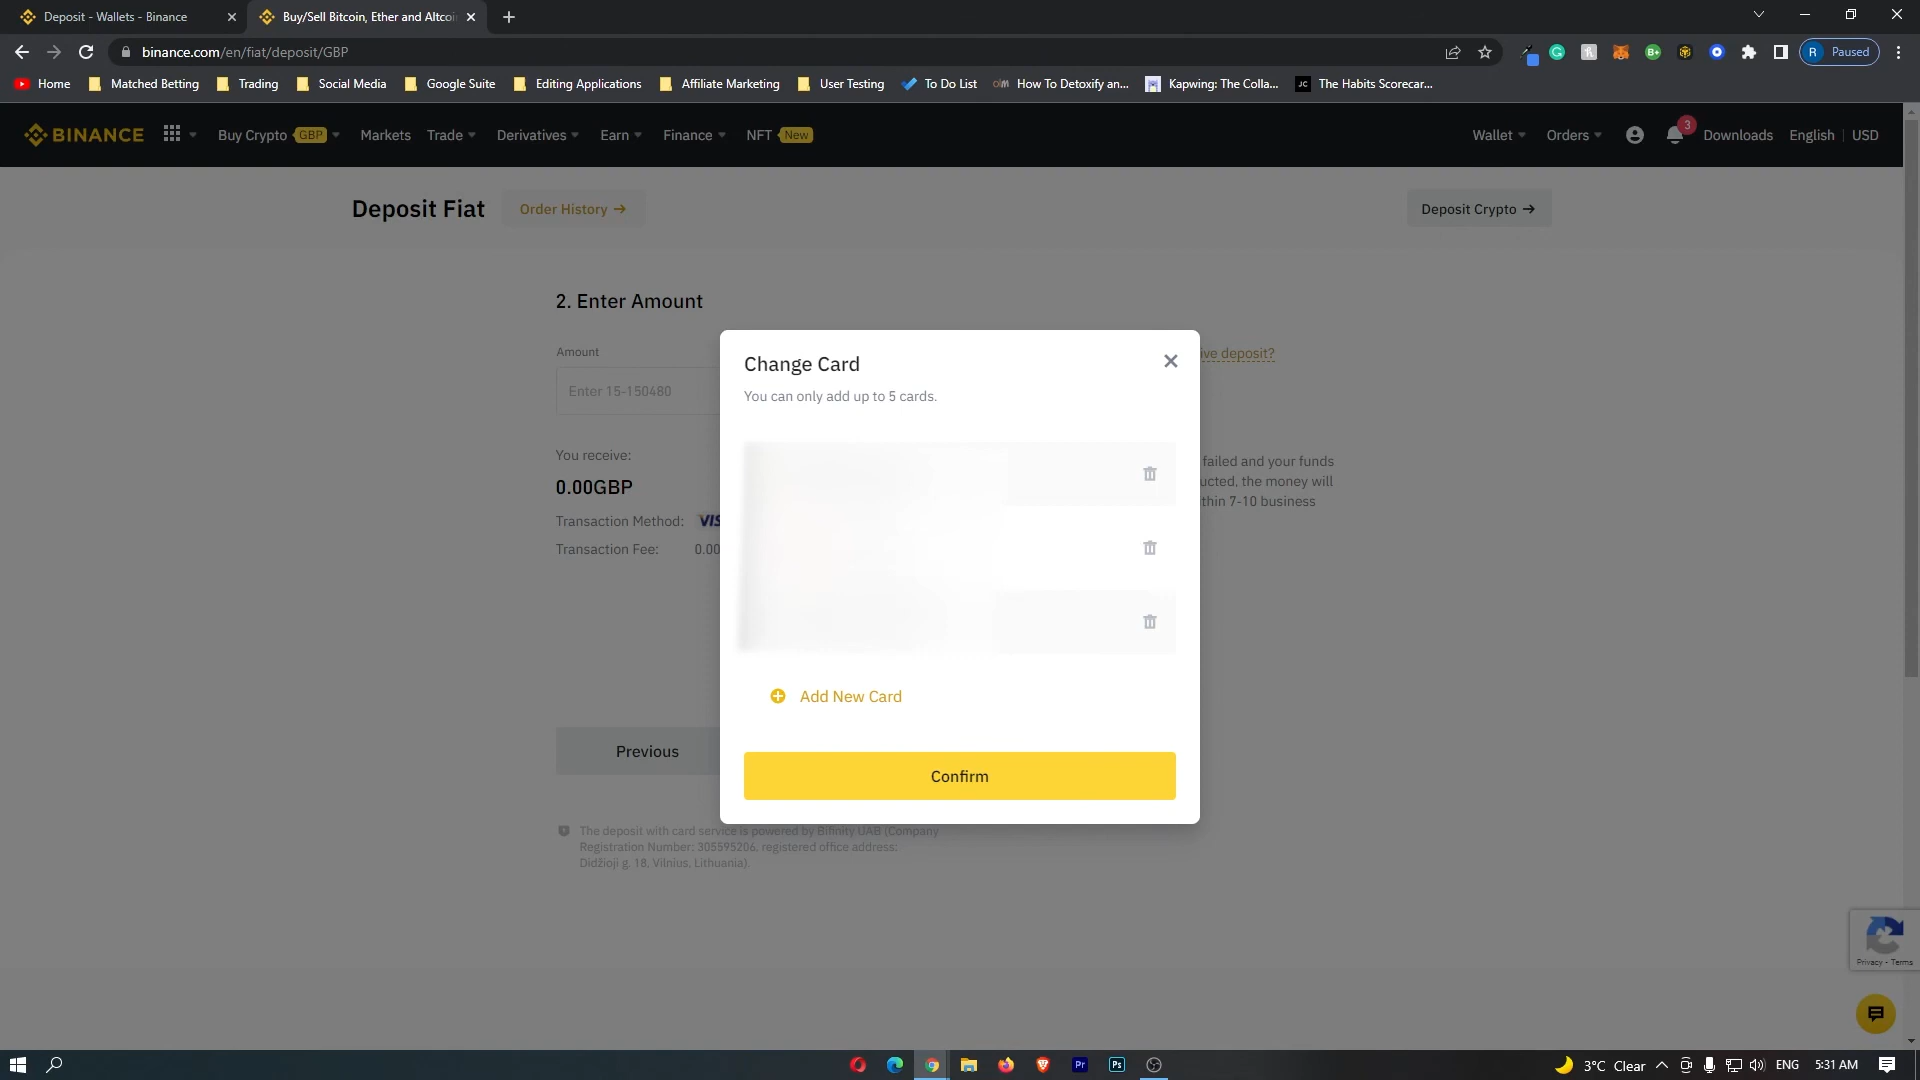 Deposit - Wallets - Binance
Buy/Sell Bitcoin, Ether and Altcoi
binance.com/en/fiat/deposit/GBP
R Paused
Home Matched Betting Trading Social Media Google Suite Editing Applications Affiliate Marketing User Testing To Do List How To Detoxify an... Kapwing: The Colla... JC The Habits Scorecar...
BINANCE Buy Crypto GBP Markets Trade Derivatives Earn Finance NFT New Wallet Orders 3 Downloads English USD
Deposit Fiat Order History → Deposit Crypto →
2. Enter Amount
Amount
Enter 15-150480
You receive:
0.00GBP
Transaction Method: VIS
Transaction Fee: 0.00
ive deposit?
failed and your funds
ucted, the money will
thin 7-10 business
Change Card
You can only add up to 5 cards.
Add New Card
Confirm
Previous
The deposit with card service is powered by Bifinity UAB (Company
Registration Number: 305595206, registered office address:
Didžioji g. 18, Vilnius, Lithuania).
Privacy - Terms
Pr Ps 3°C Clear ENG 5:31 AM